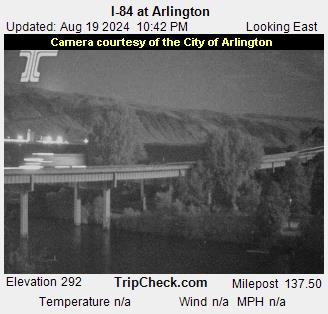 I-84 at Arlington
Updated: Aug 19 2024 10:42 PM Looking East
Camera courtesy of the City of Arlington
Elevation 292 TripCheck.com Milepost 137.50
Temperature n/a Wind n/a MPH n/a